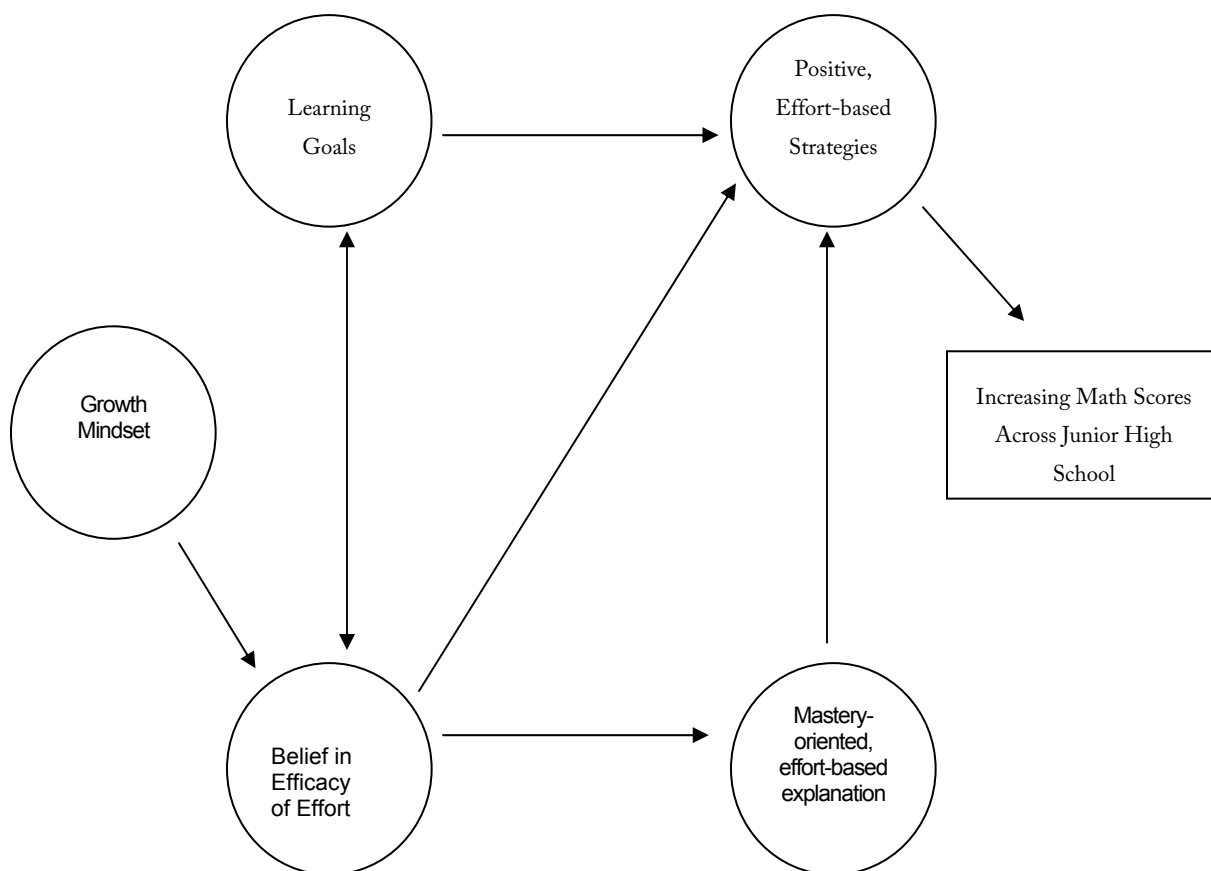 Learning
Goals
Positive,
Effort-based
Strategies
Growth
Mindset
Increasing Math Scores
Across Junior High
School
Belief in
Efficacy
of Effort
Mastery-
oriented,
effort-based
explanation